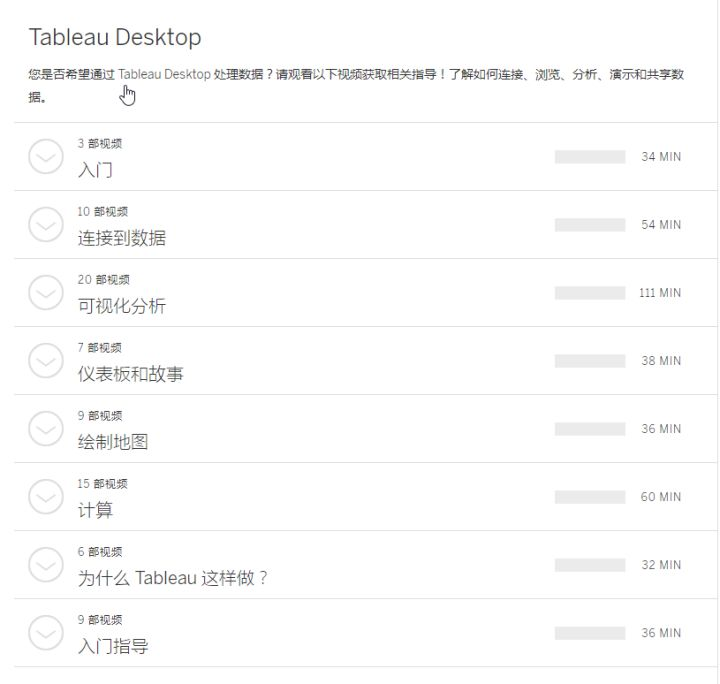 Tableau Desktop
您是否希望通过 Tableau Desktop 处理数据？请观看以下视频获取相关指导！了解如何连接、浏览、分析、演示和共享数
据。
3 部视频
入门
34 MIN
10 部视频
连接到数据
54 MIN
20 部视频
可视化分析
111 MIN
7 部视频
仪表板和故事
38 MIN
9 部视频
绘制地图
36 MIN
15 部视频
计算
60 MIN
6 部视频
为什么 Tableau 这样做？
32 MIN
9 部视频
入门指导
36 MIN